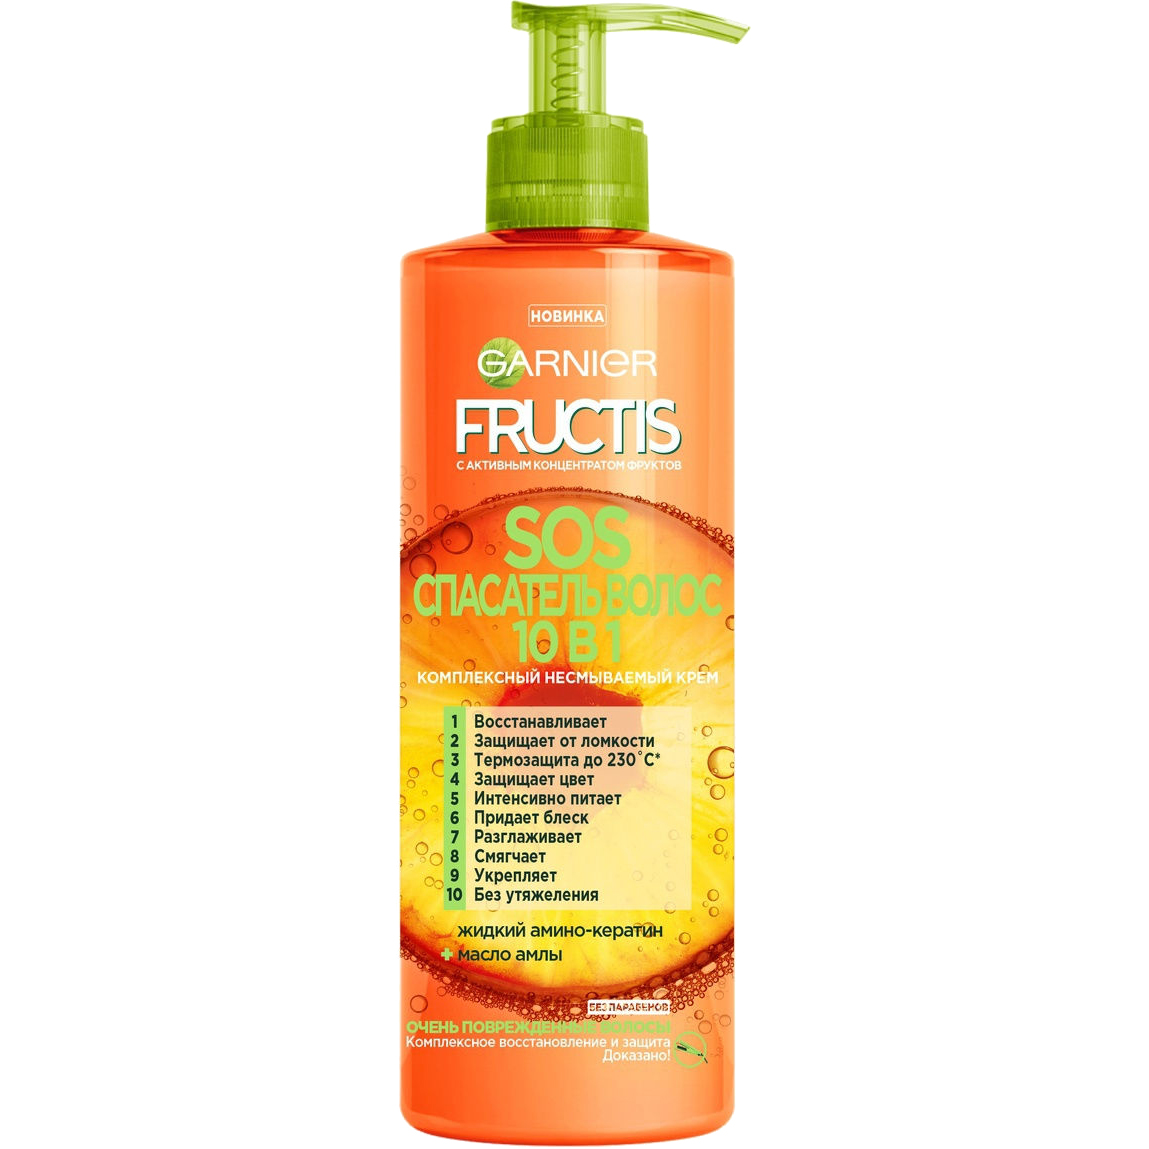 НОВИНКА
GARNIER
FRUCTIS
С АКТИВНЫМ КОНЦЕНТРАТОМ ФРУКТОВ
SOS
СПАСАТЕЛЬ ВОЛОС
10 В 1
КОМПЛЕКСНЫЙ НЕСМЫВАЕМЫЙ КРЕМ
1 Восстанавливает
2 Защищает от ломкости
3 Термозащита до 230°С*
4 Защищает цвет
5 Интенсивно питает
6 Придает блеск
7 Разглаживает
8 Смягчает
9 Укрепляет
10 Без утяжеления
жидкий амино-кератин
+ масло амлы
БЕЗ ПАРАБЕНОВ
ОЧЕНЬ ПОВРЕЖДЕННЫЕ ВОЛОСЫ
Комплексное восстановление и защита
Доказано!